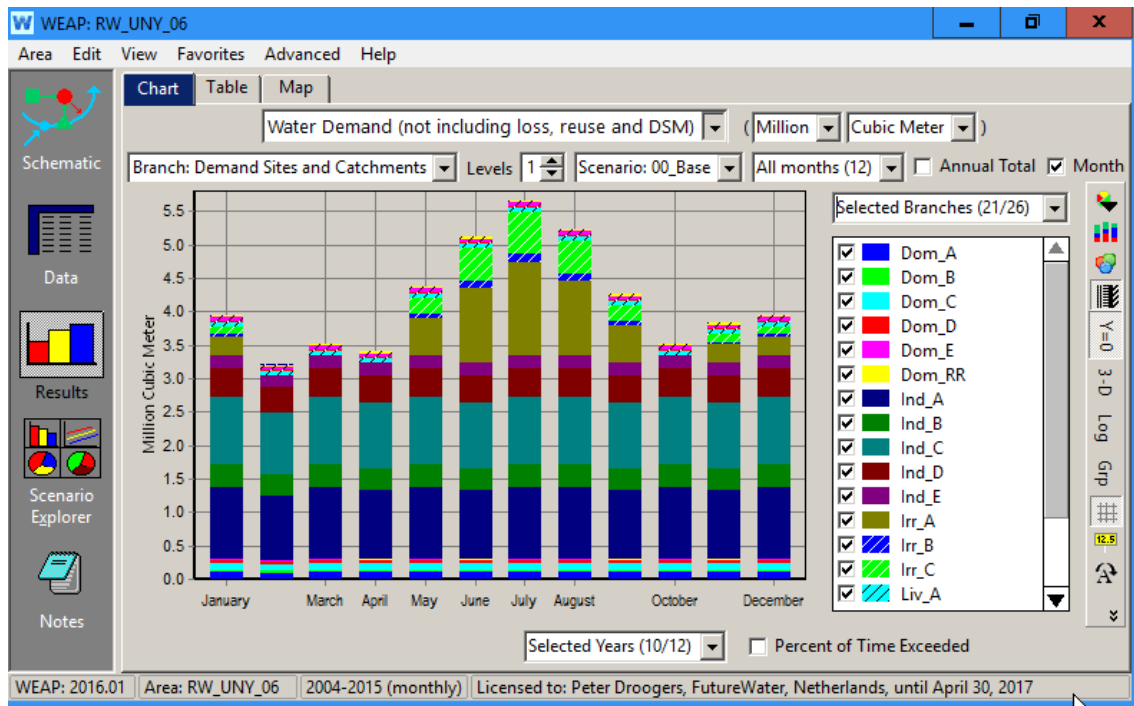 WEAP: RW_UNY_06
Area Edit View Favorites Advanced Help
Chart Table Map
Water Demand (not including loss, reuse and DSM) ( Million Cubic Meter )
Branch: Demand Sites and Catchments Levels 1 Scenario: 00_Base All months (12) Annual Total Month
Schematic
Data
Results
Scenario
Explorer
Notes
Million Cubic Meter
5.5
5.0
4.5
4.0
3.5
3.0
2.5
2.0
1.5
1.0
0.5
0.0
January March April May June July August October December
Selected Branches (21/26)
Dom_A
Dom_B
Dom_C
Dom_D
Dom_E
Dom_RR
Ind_A
Ind_B
Ind_C
Ind_D
Ind_E
Irr_A
Irr_B
Irr_C
Liv_A
Y=0
3-D
Log
Grp
12.5
A
Selected Years (10/12) Percent of Time Exceeded
WEAP: 2016.01 Area: RW_UNY_06 2004-2015 (monthly) Licensed to: Peter Droogers, FutureWater, Netherlands, until April 30, 2017